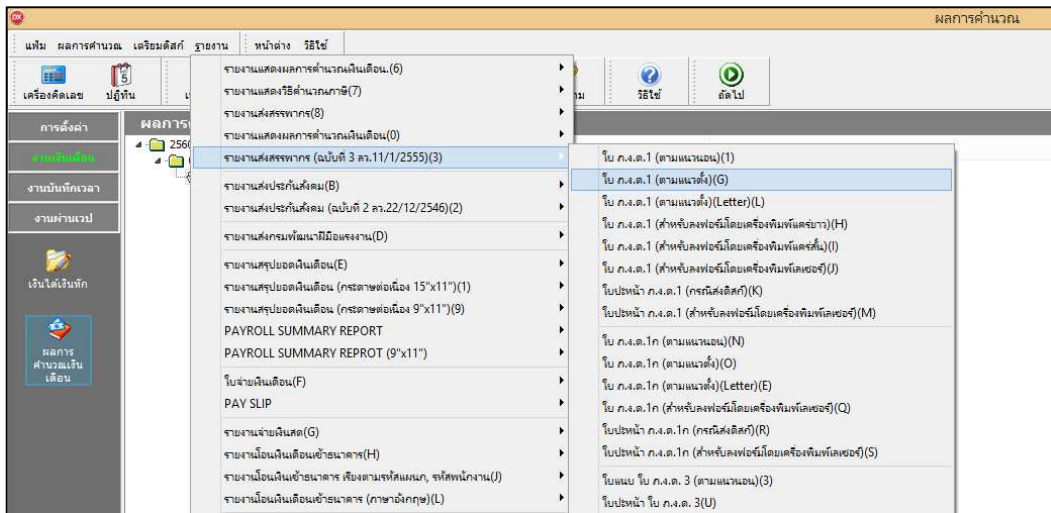 ผลการคำนวณ
แฟ้ม ผลการคำนวณ เตรียมดิสก์ รายงาน หน้าต่าง วิธีใช้
เครื่องคิดเลข ปฏิทิน วิธีใช้ ถัดไป
การตั้งค่า
งานเงินเดือน
งานบันทึกเวลา
งานผ่านเวป
เงินได้เงินหัก
ผลการ
คำนวณเงิน
เดือน
รายงานแสดงผลการคำนวณเงินเดือน.(6)
รายงานแสดงวิธีคำนวณภาษี(7)
รายงานส่งสรรพากร(8)
รายงานแสดงผลการคำนวณเงินเดือน(0)
รายงานส่งสรรพากร (ฉบับที่ 3 ลว.11/1/2555)(3)
รายงานส่งประกันสังคม(B)
รายงานส่งประกันสังคม (ฉบับที่ 2 ลว.22/12/2546)(2)
รายงานส่งกรมพัฒนาฝีมือแรงงาน(D)
รายงานสรุปยอดเงินเดือน(E)
รายงานสรุปยอดเงินเดือน (กระดาษต่อเนื่อง 15"x11")(1)
รายงานสรุปยอดเงินเดือน (กระดาษต่อเนื่อง 9"x11")(9)
PAYROLL SUMMARY REPORT
PAYROLL SUMMARY REPROT (9"x11")
ใบจ่ายเงินเดือน(F)
PAY SLIP
รายงานจ่ายเงินสด(G)
รายงานโอนเงินเดือนเข้าธนาคาร(H)
รายงานโอนเงินเดือนเข้าธนาคาร เรียงตามรหัสแผนก, รหัสพนักงาน(J)
รายงานโอนเงินเดือนเข้าธนาคาร (ภาษาอังกฤษ)(L)
ใบ ภ.ง.ด.1 (ตามแนวนอน)(1)
ใบ ภ.ง.ด.1 (ตามแนวตั้ง)(G)
ใบ ภ.ง.ด.1 (ตามแนวตั้ง)(Letter)(L)
ใบ ภ.ง.ด.1 (สำหรับลงฟอร์มโดยเครื่องพิมพ์แคร่ยาว)(H)
ใบ ภ.ง.ด.1 (สำหรับลงฟอร์มโดยเครื่องพิมพ์แคร่สั้น)(I)
ใบ ภ.ง.ด.1 (สำหรับลงฟอร์มโดยเครื่องพิมพ์เลเซอร์)(J)
ใบปะหน้า ภ.ง.ด.1 (กรณีส่งดิสก์)(K)
ใบปะหน้า ภ.ง.ด.1 (สำหรับลงฟอร์มโดยเครื่องพิมพ์เลเซอร์)(M)
ใบ ภ.ง.ด.1ก (ตามแนวนอน)(N)
ใบ ภ.ง.ด.1ก (ตามแนวตั้ง)(O)
ใบ ภ.ง.ด.1ก (ตามแนวตั้ง)(Letter)(E)
ใบ ภ.ง.ด.1ก (สำหรับลงฟอร์มโดยเครื่องพิมพ์เลเซอร์)(Q)
ใบปะหน้า ภ.ง.ด.1ก (กรณีส่งดิสก์)(R)
ใบปะหน้า ภ.ง.ด.1ก (สำหรับลงฟอร์มโดยเครื่องพิมพ์เลเซอร์)(S)
ใบแนบ ใบ ภ.ง.ด. 3 (ตามแนวนอน)(3)
ใบปะหน้า ใบ ภ.ง.ด. 3(U)